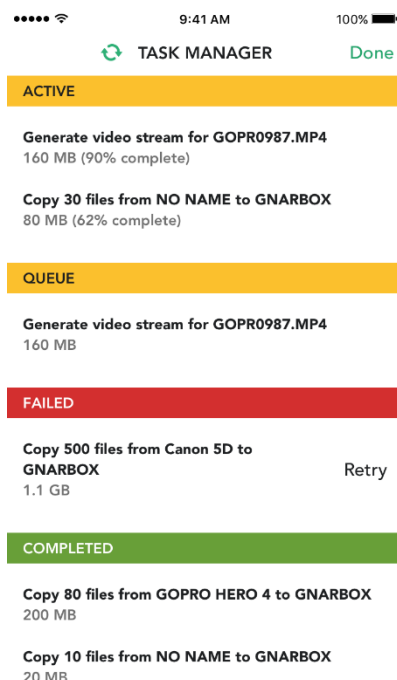 9:41 AM
100%
TASK MANAGER
Done
ACTIVE
Generate video stream for GOPR0987.MP4
160 MB (90% complete)
Copy 30 files from NO NAME to GNARBOX
80 MB (62% complete)
QUEUE
Generate video stream for GOPR0987.MP4
160 MB
FAILED
Copy 500 files from Canon 5D to
GNARBOX
Retry
1.1 GB
COMPLETED
Copy 80 files from GOPRO HERO 4 to GNARBOX
200 MB
Copy 10 files from NO NAME to GNARBOX
20 MB